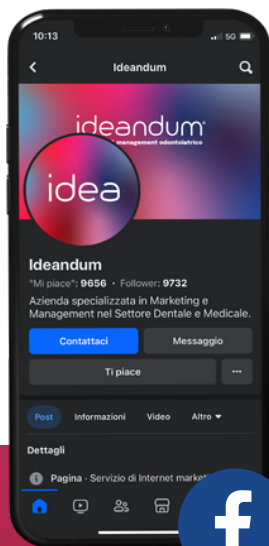 10:13
5G
Ideandum
ideandum
management odontoiatrico
idea
Ideandum
"Mi piace": 9656 • Follower: 9732
Azienda specializzata in Marketing e
Management nel Settore Dentale e Medicale.
Contattaci
Messaggio
Ti piace
Post Informazioni Video Altro
Dettagli
Pagina · Servizio di Internet
f